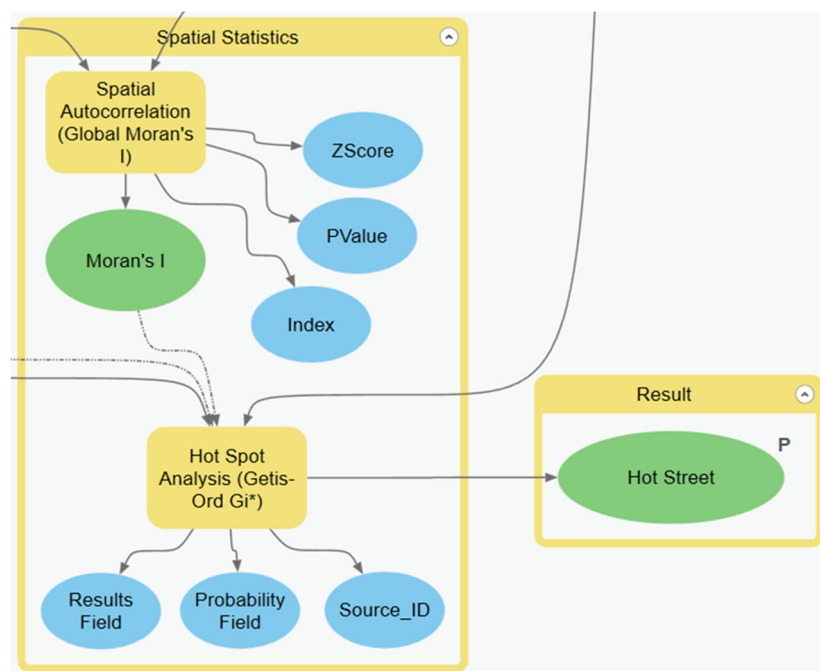 Spatial Statistics
Spatial
Autocorrelation
(Global Moran's
I)
ZScore
PValue
Moran's I
Index
Result
P
Hot Street
Hot Spot
Analysis (Getis-
Ord Gi*)
Results
Field
Probability
Field
Source_ID